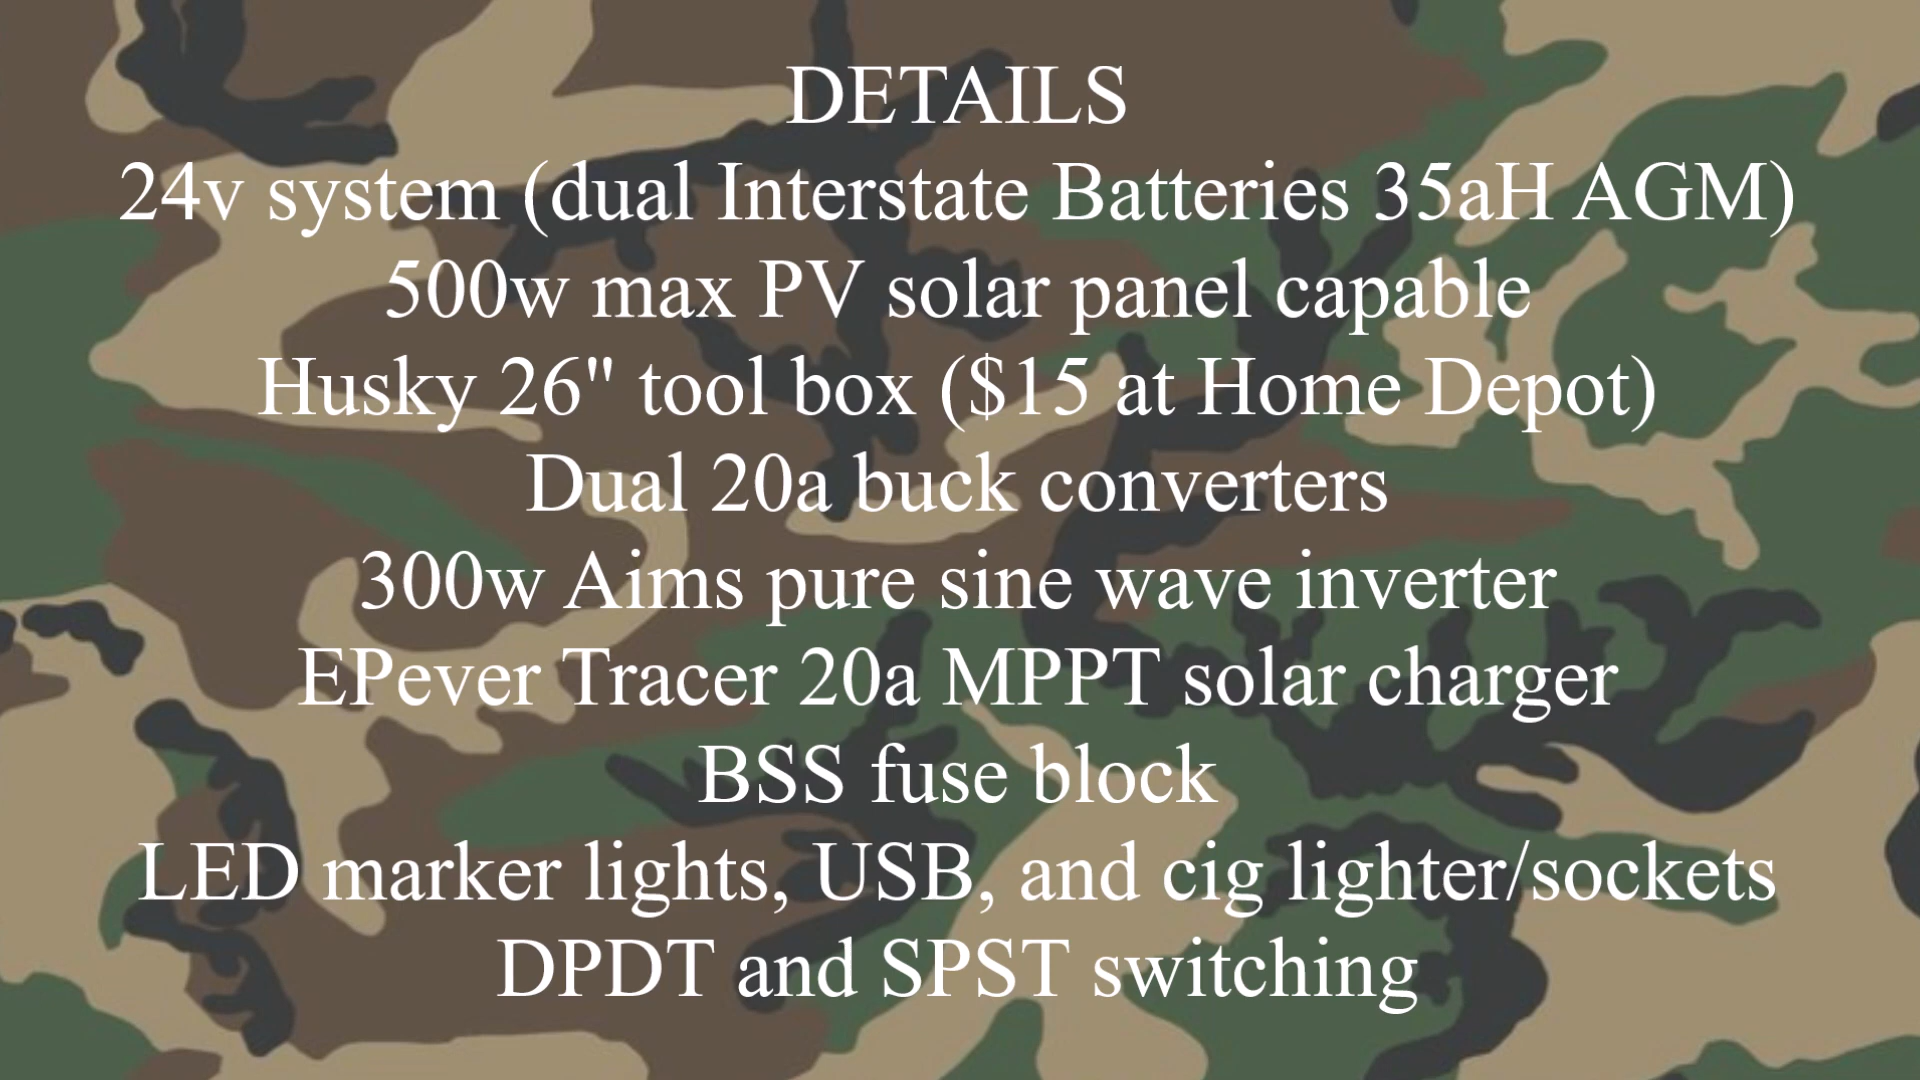 DETAILS
24v system (dual Interstate Batteries 35aH AGM)
500w max PV solar panel capable
Husky 26" tool box ($15 at Home Depot)
Dual 20a buck converters
300w Aims pure sine wave inverter
EPever Tracer 20a MPPT solar charger
BSS fuse block
LED marker lights, USB, and cig lighter/sockets
DPDT and SPST switching